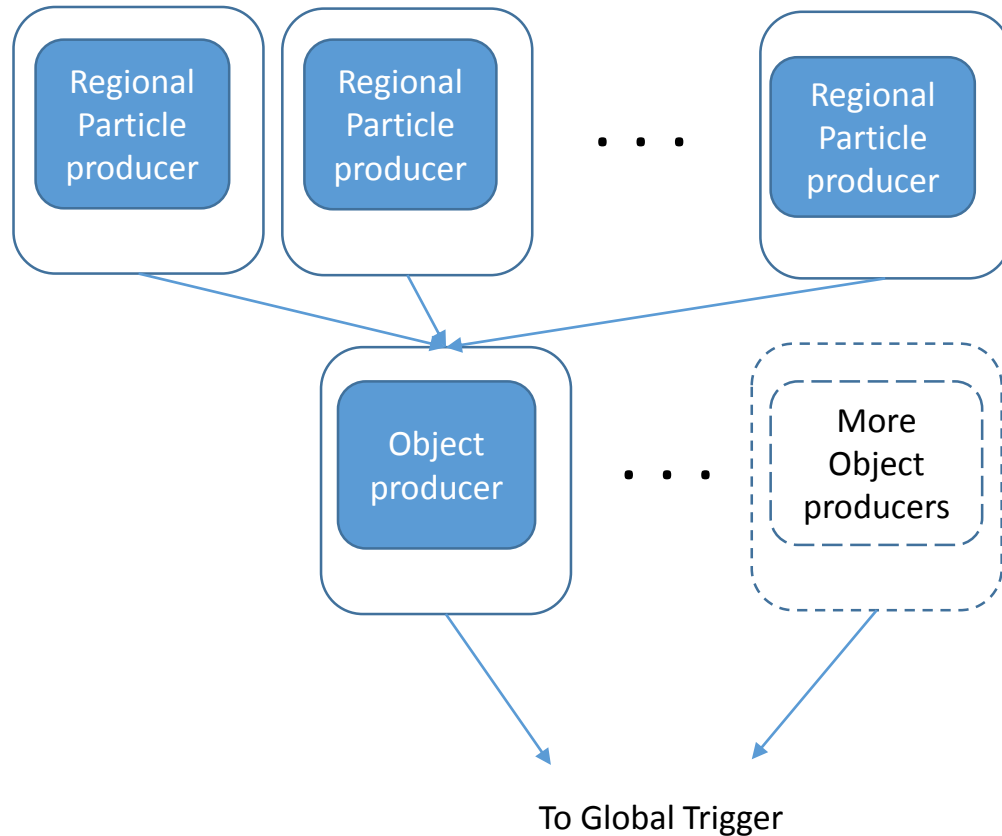 Regional
Particle
producer
Regional
Particle
producer
. . .
Regional
Particle
producer
Object
producer
. . .
More
Object
producers
To Global Trigger